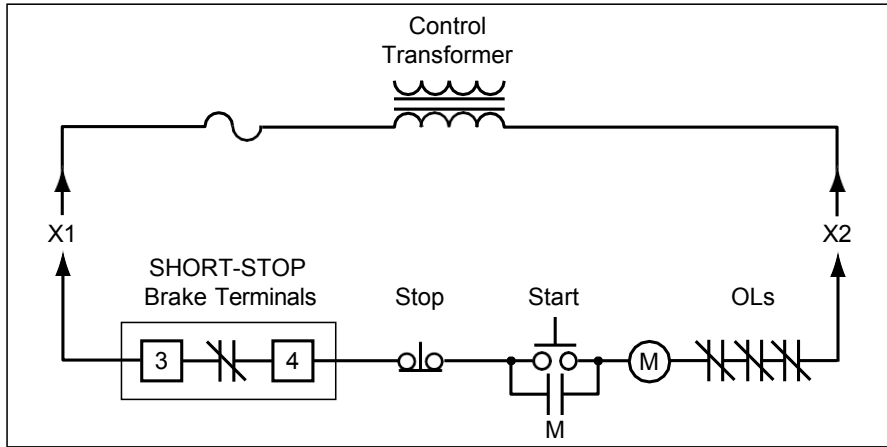 Control
Transformer
X1
X2
SHORT-STOP
Brake Terminals
Stop
Start
OLs
3
4
M
M